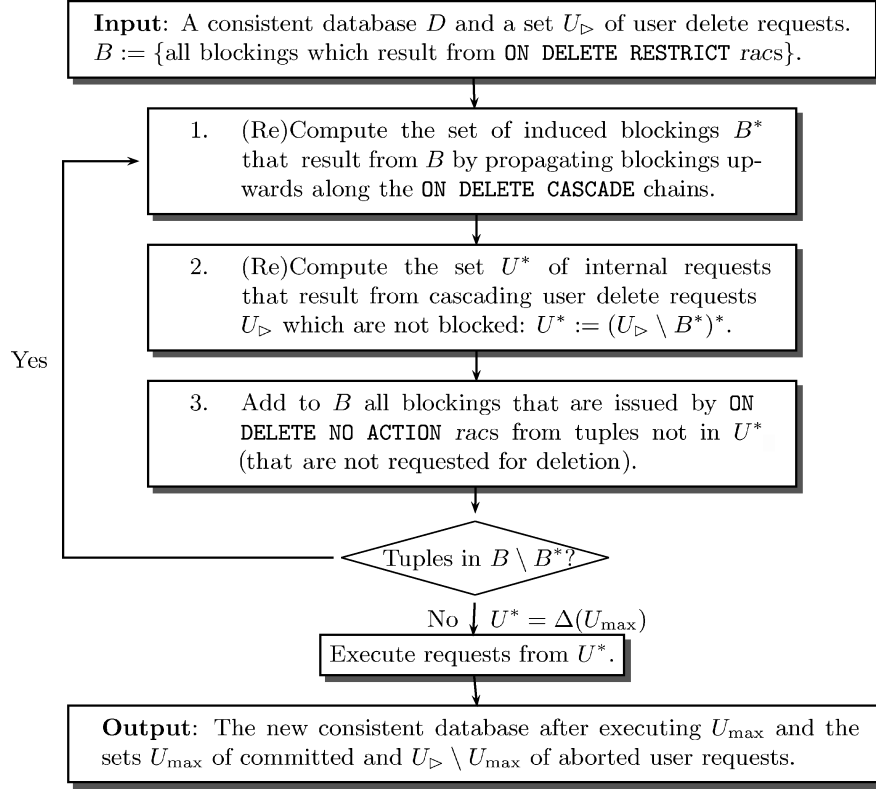 Input: A consistent database D and a set U▷ of user delete requests.
B := {all blockings which result from ON DELETE RESTRICT racs}.
1. (Re)Compute the set of induced blockings B*
that result from B by propagating blockings up-
wards along the ON DELETE CASCADE chains.
2. (Re)Compute the set U* of internal requests
that result from cascading user delete requests
U▷ which are not blocked: U* := (U▷ \ B*)*.
Yes
3. Add to B all blockings that are issued by ON
DELETE NO ACTION racs from tuples not in U*
(that are not requested for deletion).
Tuples in B \ B*?
No U* = Δ(Umax)
Execute requests from U*.
Output: The new consistent database after executing Umax and the
sets Umax of committed and U▷ \ Umax of aborted user requests.